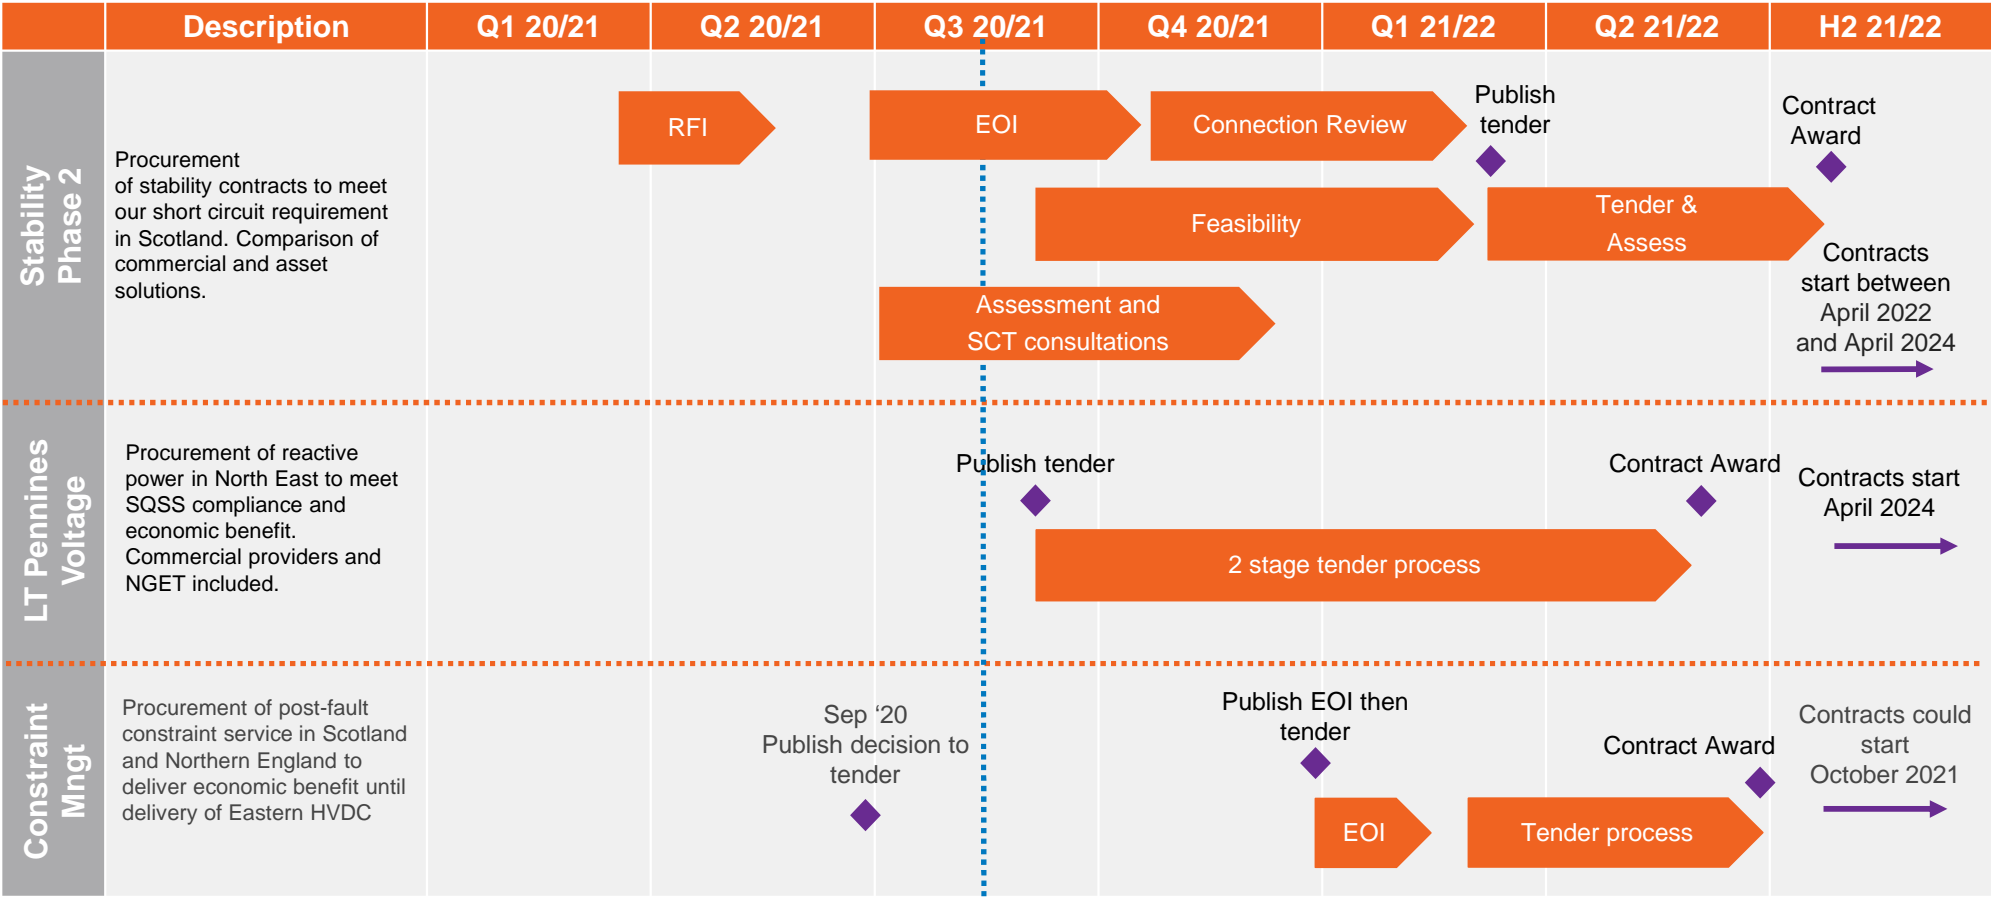 Description
Q1 20/21
Q2 20/21
Q3 20/21
Q4 20/21
Q1 21/22
Q2 21/22
H2 21/22
Stability
Phase 2
Procurement
of stability contracts to meet
our short circuit requirement
in Scotland. Comparison of
commercial and asset
solutions.
RFI
EOI
Connection Review
Publish
tender
Contract
Award
Feasibility
Tender &
Assess
Assessment and
SCT consultations
Contracts
start between
April 2022
and April 2024
LT Pennines
Voltage
Procurement of reactive
power in North East to meet
SQSS compliance and
economic benefit.
Commercial providers and
NGET included.
Publish tender
2 stage tender process
Contract Award
Contracts start
April 2024
Constraint
Mngt
Procurement of post-fault
constraint service in Scotland
and Northern England to
deliver economic benefit until
delivery of Eastern HVDC
Sep ‘20
Publish decision to
tender
Publish EOI then
tender
EOI
Tender process
Contract Award
Contracts could
start
October 2021